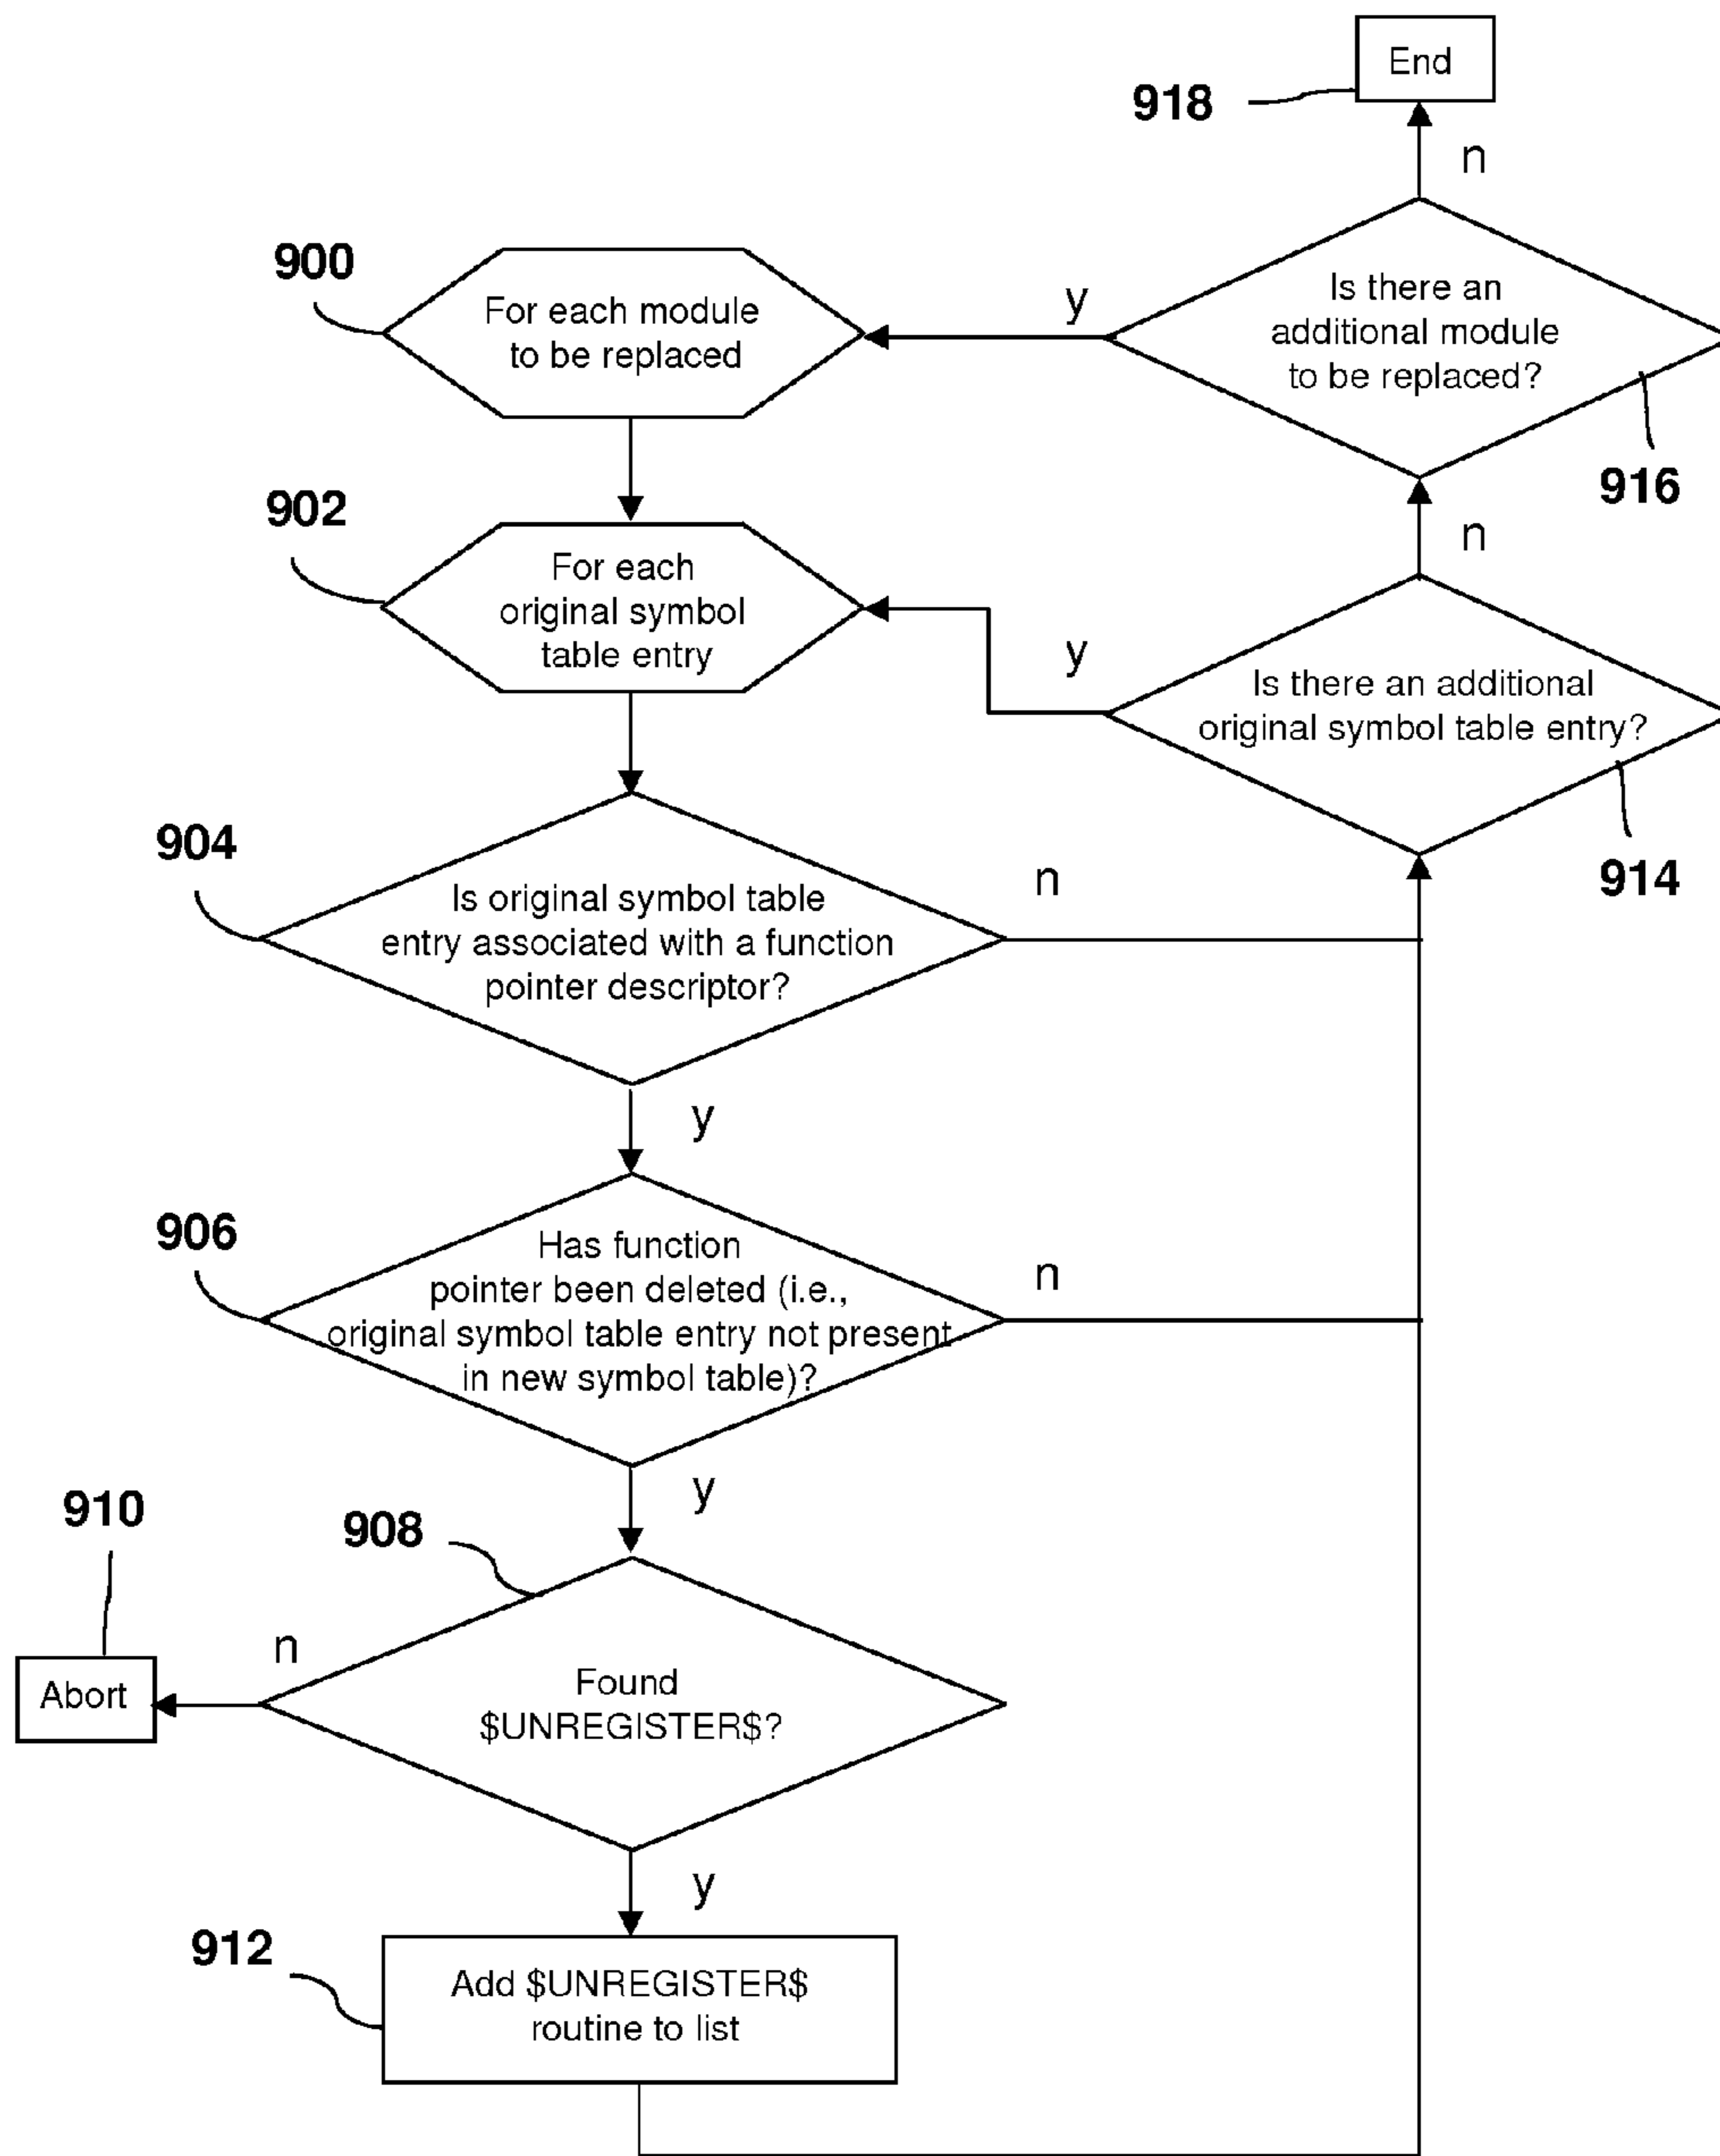 End
918
n
900
For each module
to be replaced
y
Is there an
additional module
to be replaced?
916
902
For each
original symbol
table entry
n
y
Is there an additional
original symbol table entry?
914
904
Is original symbol table
entry associated with a function
pointer descriptor?
n
y
906
Has function
pointer been deleted (i.e.,
original symbol table entry not present
in new symbol table)?
n
y
910
908
n
Abort
Found
$UNREGISTER$?
y
912
Add $UNREGISTER$
routine to list